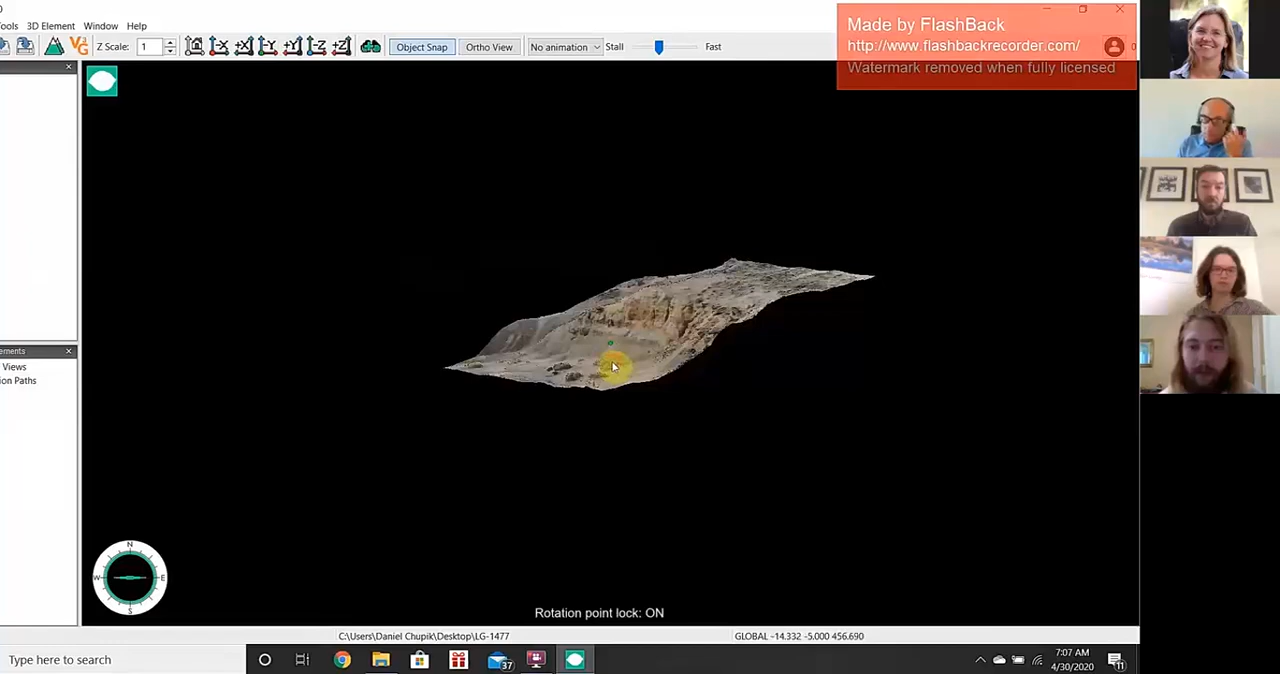 ools 3D Element Window Help
Z Scale: 1
Object Snap
Ortho View
No animation
Stall
Fast
Made by FlashBack
http://www.flashbackrecorder.com/
Watermark removed when fully licensed
ements
Views
ion Paths
N
W E
S
Rotation point lock: ON
C:\Users\Daniel Chupik\Desktop\LG-1477
GLOBAL -14.332 -5.000 456.690
Type here to search
37
7:07 AM
4/30/2020
11